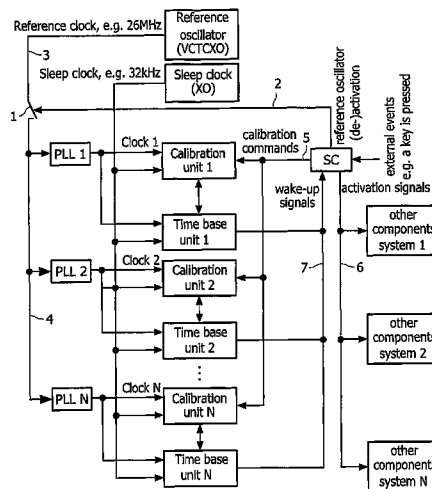 Reference clock, e.g. 26MHz
Reference
oscillator
(VCTCXO)
3
Sleep clock, e.g. 32kHz
Sleep clock
(XO)
1
2
reference oscillator
(de-)activation
external events
e.g. a key is pressed
calibration
commands
5
SC
wake-up
signals
activation signals
PLL 1
Clock 1
Calibration
unit 1
Time base
unit 1
other
components
system 1
PLL 2
Clock 2
Calibration
unit 2
7
6
4
Time base
unit 2
other
components
system 2
...
PLL N
Clock N
Calibration
unit N
Time base
unit N
other
components
system N